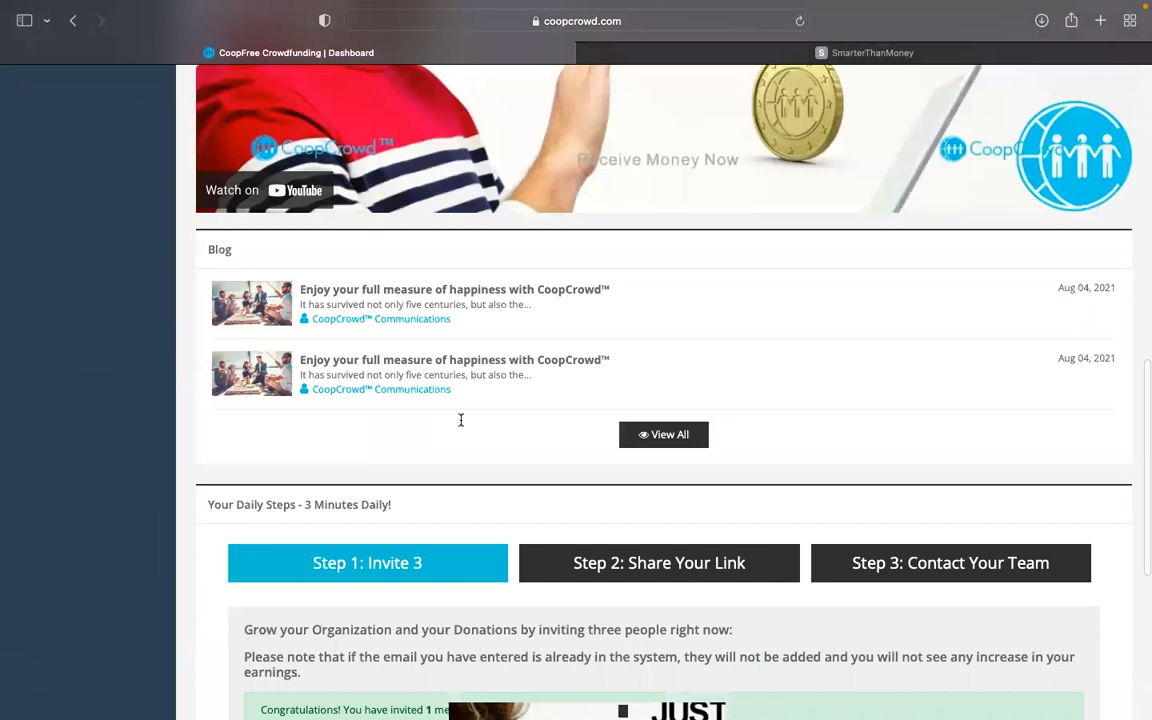 coopcrowd.com
CoopFree Crowdfunding | Dashboard
SmarterThanMoney
CoopCrowd™
Receive Money Now
Watch on YouTube
Blog
Enjoy your full measure of happiness with CoopCrowd™
Aug 04, 2021
It has survived not only five centuries, but also the...
CoopCrowd™ Communications
Enjoy your full measure of happiness with CoopCrowd™
Aug 04, 2021
It has survived not only five centuries, but also the...
CoopCrowd™ Communications
View All
Your Daily Steps - 3 Minutes Daily!
Step 1: Invite 3
Step 2: Share Your Link
Step 3: Contact Your Team
Grow your Organization and your Donations by inviting three people right now:
Please note that if the email you have entered is already in the system, they will not be added and you will not see any increase in your
earnings.
Congratulations! You have invited 1 me
JUST